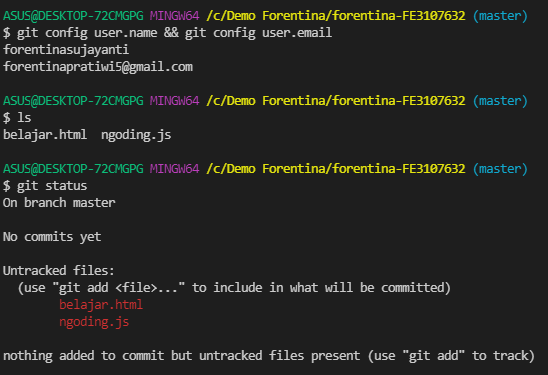 ASUS@DESKTOP-72CMGPG MINGW64 /c/Demo Forentina/forentina-FE3107632 (master)
$ git config user.name && git config user.email
forentinasujayanti
forentinapratiwi5@gmail.com
ASUS@DESKTOP-72CMGPG MINGW64 /c/Demo Forentina/forentina-FE3107632 (master)
$ ls
belajar.html  ngoding.js
ASUS@DESKTOP-72CMGPG MINGW64 /c/Demo Forentina/forentina-FE3107632 (master)
$ git status
On branch master
No commits yet
Untracked files:
  (use "git add <file>..." to include in what will be committed)
        belajar.html
        ngoding.js
nothing added to commit but untracked files present (use "git add" to track)